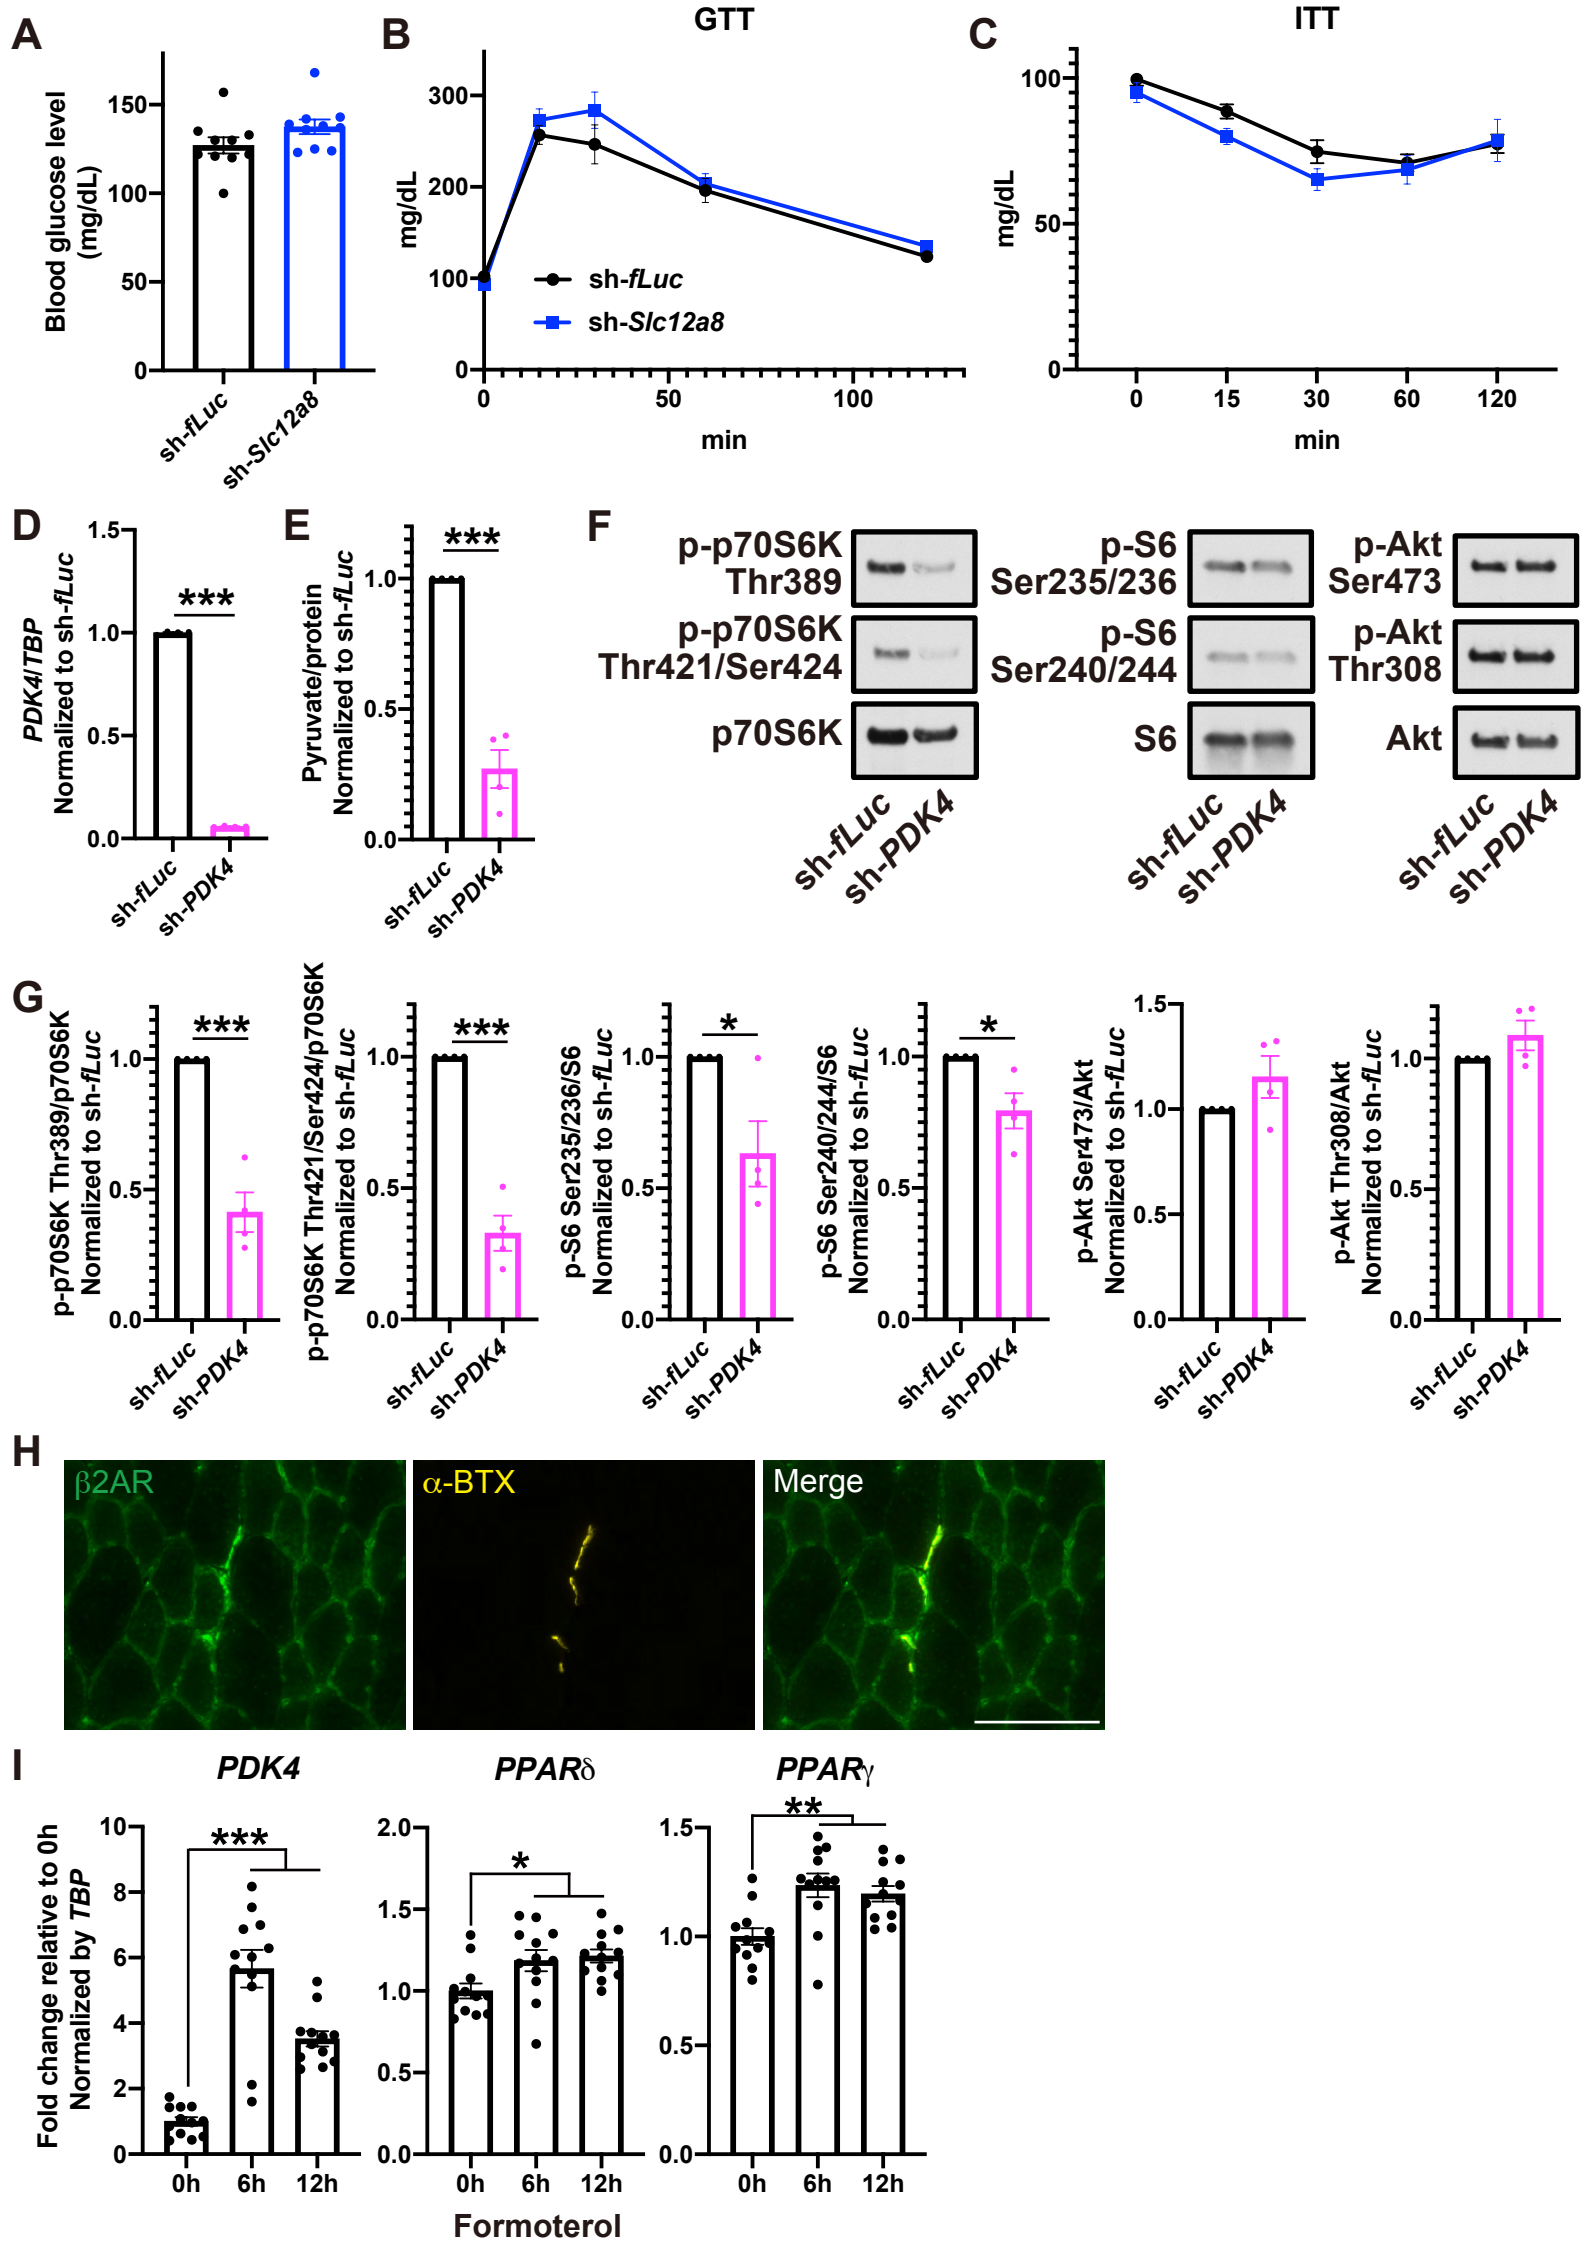 A
Blood glucose level
(mg/dL)
150
100
50
0
sh-fLuc
sh-Slc12a8
B
GTT
mg/dL
300
200
100
0
sh-fLuc
sh-Slc12a8
0
50
100
min
C
ITT
mg/dL
100
50
0
0
15
30
60
120
min
D
PDK4/TBP
Normalized to sh-fLuc
1.5
1.0
0.5
0.0
***
sh-fLuc
sh-PDK4
E
Pyruvate/protein
Normalized to sh-fLuc
1.0
0.5
0.0
***
sh-fLuc
sh-PDK4
F
p-p70S6K
Thr389
p-p70S6K
Thr421/Ser424
p70S6K
sh-fLuc
sh-PDK4
p-S6
Ser235/236
p-S6
Ser240/244
S6
sh-fLuc
sh-PDK4
p-Akt
Ser473
p-Akt
Thr308
Akt
sh-fLuc
sh-PDK4
G
p-p70S6K Thr389/p70S6K
Normalized to sh-fLuc
1.0
0.5
0.0
***
sh-fLuc
sh-PDK4
p-p70S6K Thr421/Ser424/p70S6K
Normalized to sh-fLuc
1.0
0.5
0.0
***
sh-fLuc
sh-PDK4
p-S6 Ser235/236/S6
Normalized to sh-fLuc
1.0
0.5
0.0
*
sh-fLuc
sh-PDK4
p-S6 Ser240/244/S6
Normalized to sh-fLuc
1.0
0.5
0.0
*
sh-fLuc
sh-PDK4
p-Akt Ser473/Akt
Normalized to sh-fLuc
1.5
1.0
0.5
0.0
sh-fLuc
sh-PDK4
p-Akt Thr308/Akt
Normalized to sh-fLuc
1.0
0.5
0.0
sh-fLuc
sh-PDK4
H
β2AR
α-BTX
Merge
I
PDK4
Fold change relative to 0h
Normalized by TBP
10
8
6
4
2
0
***
0h
6h
12h
PPARδ
2.0
1.5
1.0
0.5
0.0
*
0h
6h
12h
PPARγ
1.5
1.0
0.5
0.0
**
0h
6h
12h
Formoterol